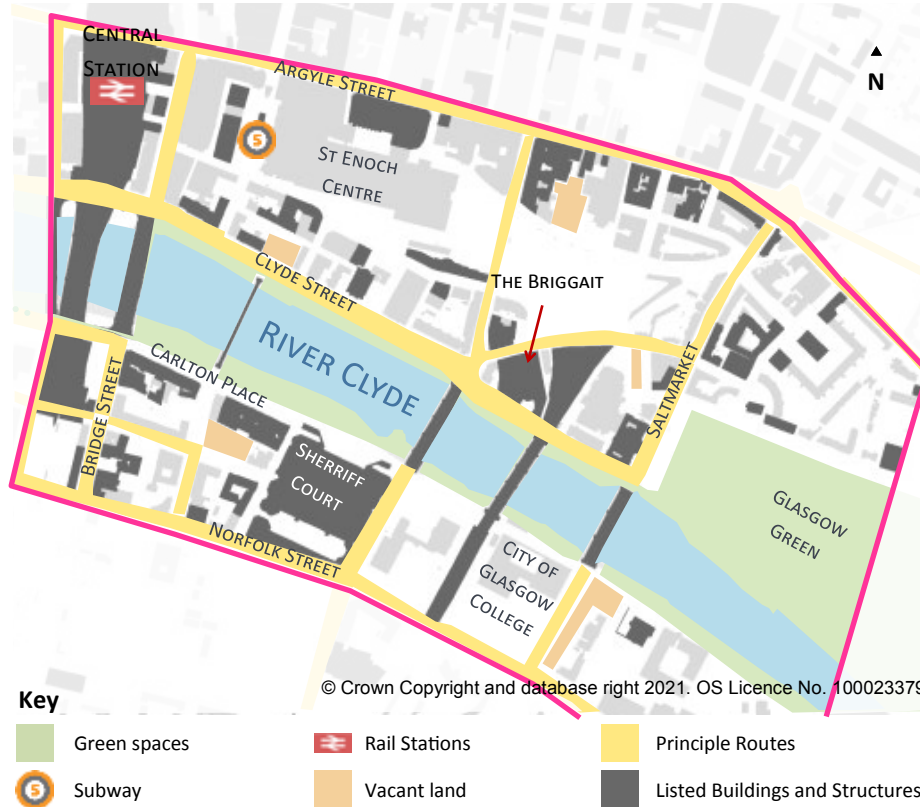 CENTRAL
STATION
ARGYLE STREET
N
S
ST ENOCH
CENTRE
CLYDE STREET
THE BRIGGAIT
RIVER CLYDE
CARLTON PLACE
BRIDGE STREET
SALTMARKET
SHERRIFF
COURT
GLASGOW
GREEN
NORFOLK STREET
CITY OF
GLASGOW
COLLEGE
© Crown Copyright and database right 2021. OS Licence No. 100023379
Key
Green spaces
Rail Stations
Principle Routes
S
Subway
Vacant land
Listed Buildings and Structures